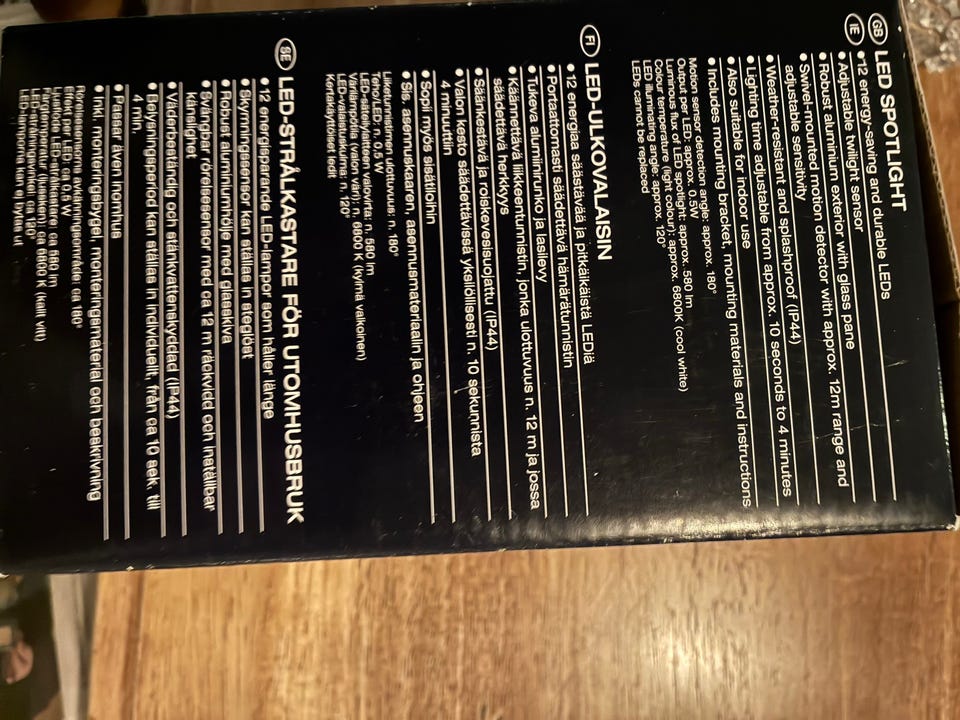 GB
IE
LED SPOTLIGHT
• 12 energy-saving and durable LEDs
• Adjustable twilight sensor
• Robust aluminium exterior with glass pane
• Swivel-mounted motion detector with approx. 12m range and
adjustable sensitivity
• Weather-resistant and splashproof (IP44)
• Lighting time adjustable from approx. 10 seconds to 4 minutes
• Also suitable for indoor use
• Includes mounting bracket, mounting materials and instructions
Motion sensor detection angle: approx. 180°
Output per LED: approx. 0.5W
Luminous flux of LED spotlight: approx. 580 lm
Colour temperature (light colour): approx. 6800K (cool white)
LED illuminating angle: approx. 120°
LEDs cannot be replaced
FI
LED-ULKOVALAISIN
• 12 energiaa säästävää ja pitkäikäistä LEDiä
• Portaattomasti säädettävä hämärätunnistin
• Tukeva alumiinirunko ja lasilevy
• Käännettävä liikkeentunnistin, jonka ulottuvuus n. 12 m ja jossa
säädettävä herkkyys
• Säänkestävä ja roiskevesisuojattu (IP44)
• Valon kesto säädettävissä yksilöllisesti n. 10 sekunnista
4 minuuttiin
• Sopii myös sisätiloihin
• Sis. asennuskaaren, asennusmateriaalin ja ohjeen
Liiketunnistimen ulottuvuus: n. 180°
Teho/LED: n. 0,5 W
LED-säteilylaitteen valovirta: n. 580 lm
Värilämpötila (valon väri): n. 6800 K (kylmä valkoinen)
LED-valaistuskulma: n. 120°
Kertakäyttöiset ledit
SE
LED-STRÅLKASTARE FÖR UTOMHUSBRUK
• 12 energisparande LED-lampor som håller länge
• Skymningssensor kan ställas in steglöst
• Robust aluminiumhölje med glasskiva
• Svängbar rörelsesensor med ca 12 m räckvidd och inställbar
känslighet
• Väderbeständig och stänkvattenskyddad (IP44)
• Belysningsperiod kan ställas in individuellt, från ca 10 sek. till
4 min.
• Passar även inomhus
• Inkl. monteringsbygel, monteringsmaterial och beskrivning
Rörelsesensorns avkänningsområde: ca 180°
Effekt per LED: ca 0,5 W
ca 580 lm
ca 6800 K (kallt vitt)
LED-strålningsvinkel: ca 120°
LED-lamporna kan ej bytas ut